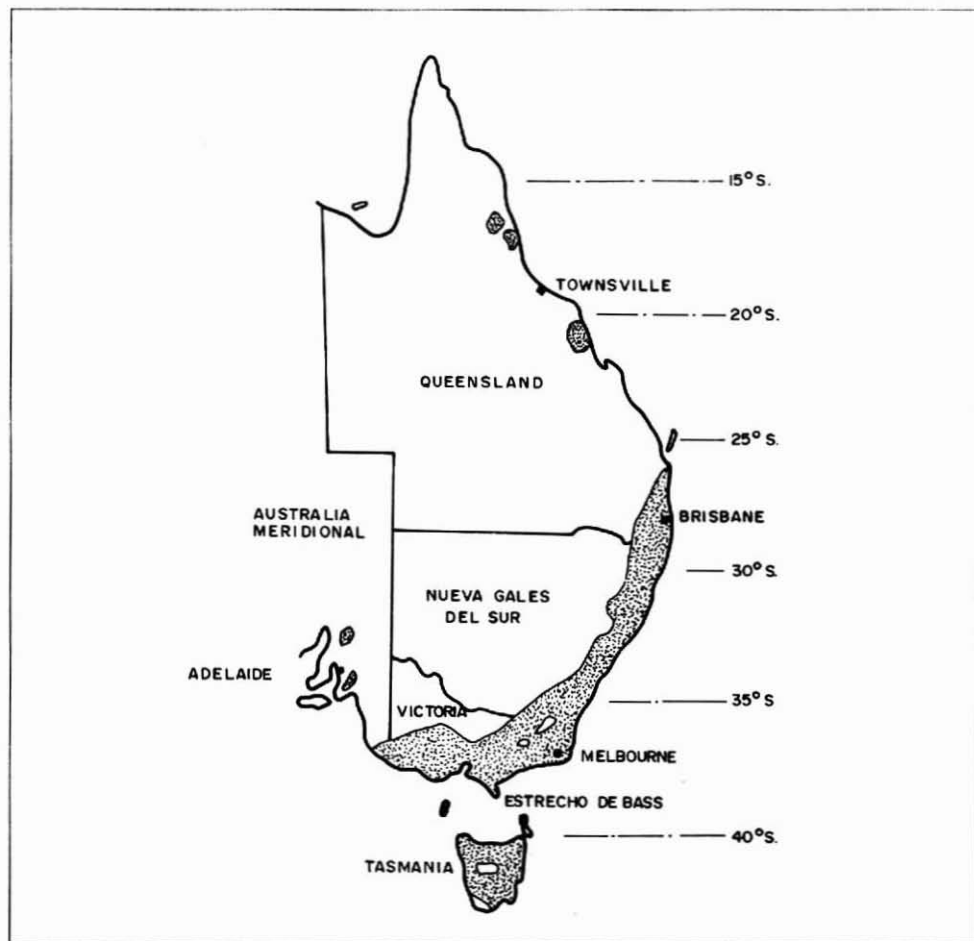 15° S.
TOWNSVILLE
20° S.
QUEENSLAND
25° S.
AUSTRALIA
MERIDIONAL
BRISBANE
30° S.
NUEVA GALES
DEL SUR
ADELAIDE
35° S
VICTORIA
MELBOURNE
ESTRECHO DE BASS
40° S.
TASMANIA